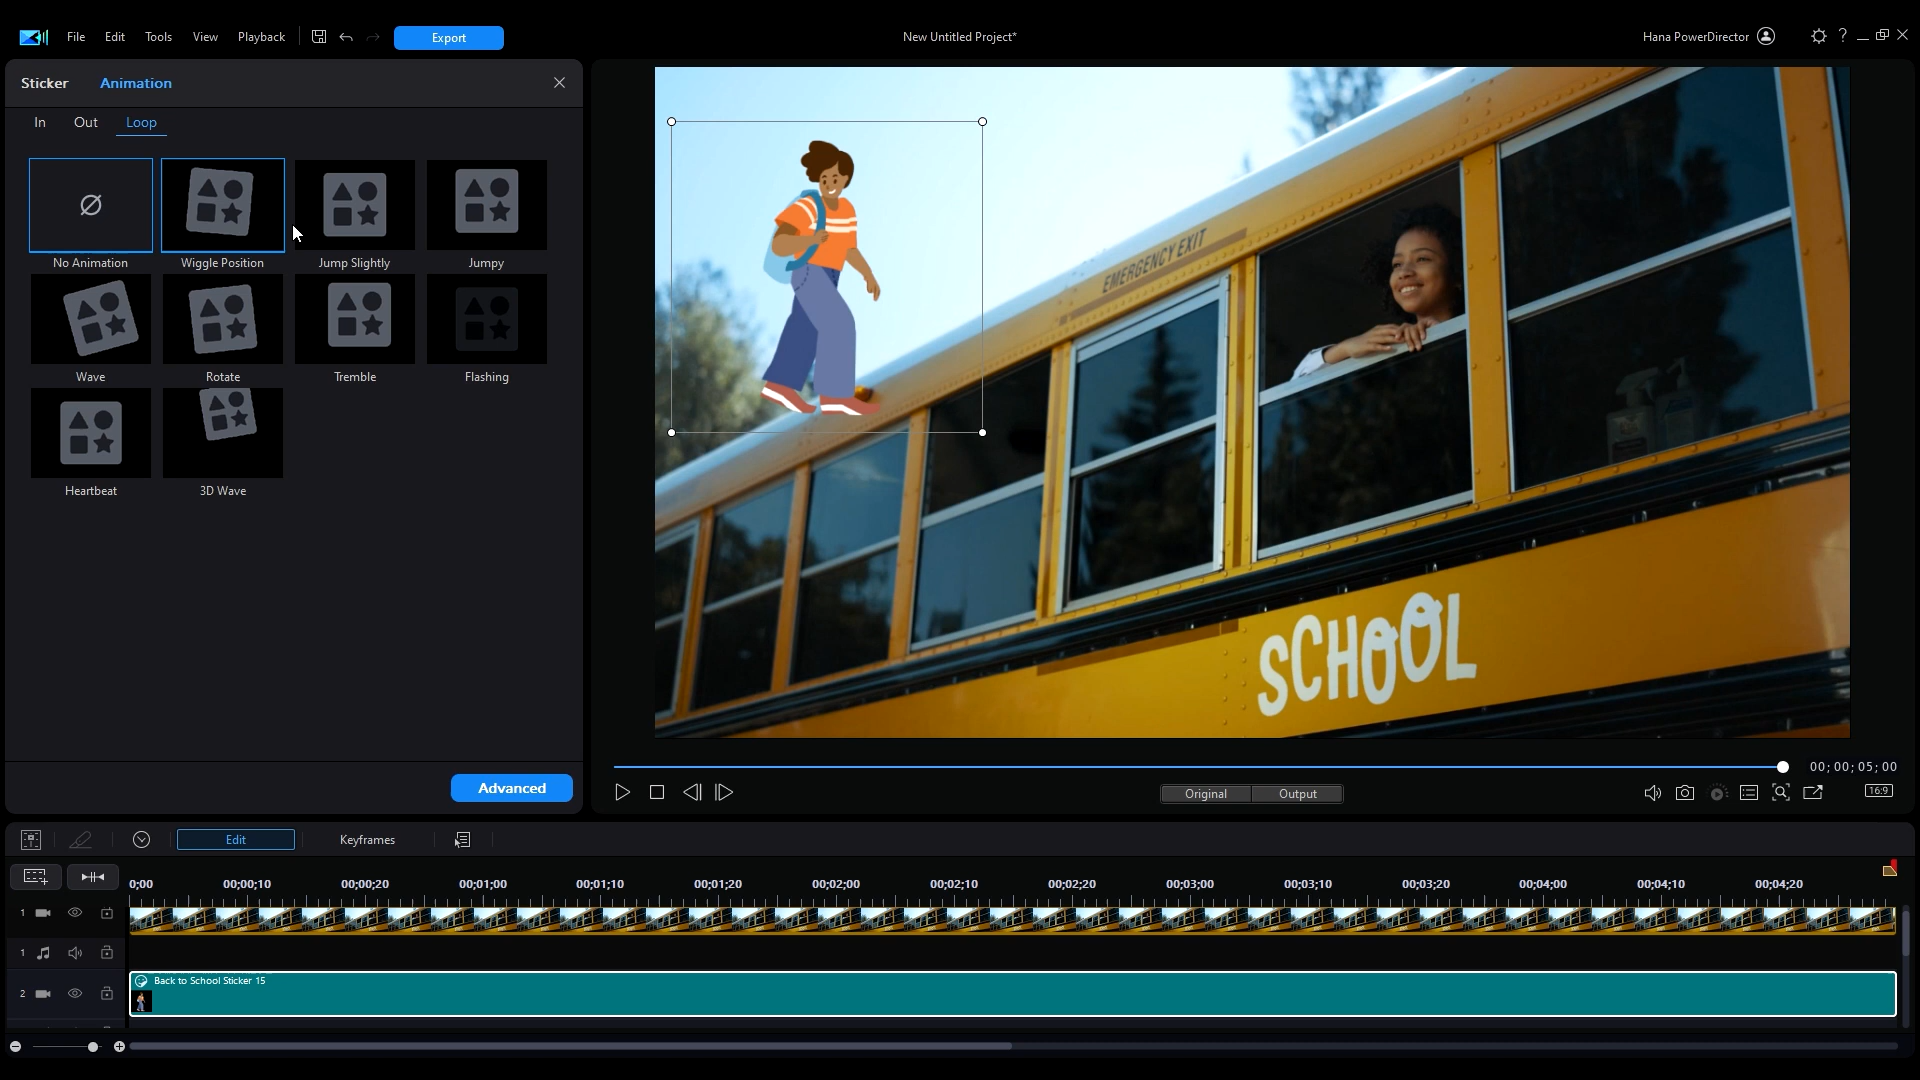 File Edit Tools View Playback Export New Untitled Project* Hana PowerDirector ?
Sticker Animation
In Out Loop
No Animation Wiggle Position Jump Slightly Jumpy
Wave Rotate Tremble Flashing
Heartbeat 3D Wave
Advanced
EMERGENCY EXIT
SCHOOL
00;00;05;00
Original Output 16:9
Edit Keyframes
0;00 00;00;10 00;00;20 00;01;00 00;01;10 00;01;20 00;02;00 00;02;10 00;02;20 00;03;00 00;03;10 00;03;20 00;04;00 00;04;10 00;04;20
1
1
2 Back to School Sticker 15